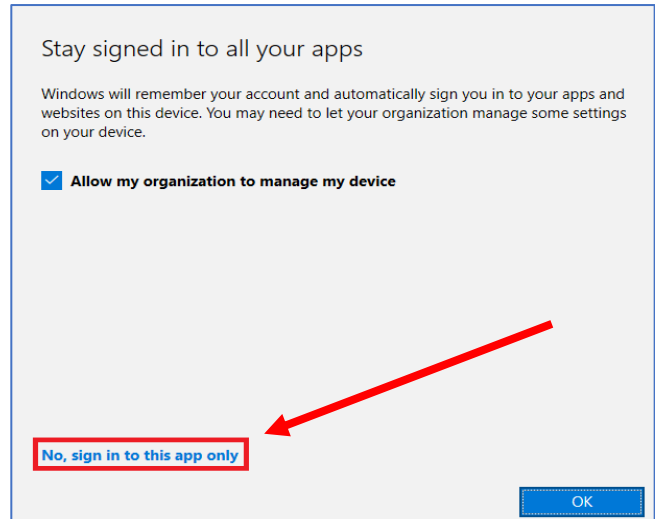 Stay signed in to all your apps
Windows will remember your account and automatically sign you in to your apps and
websites on this device. You may need to let your organization manage some settings
on your device.
Allow my organization to manage my device
No, sign in to this app only
OK